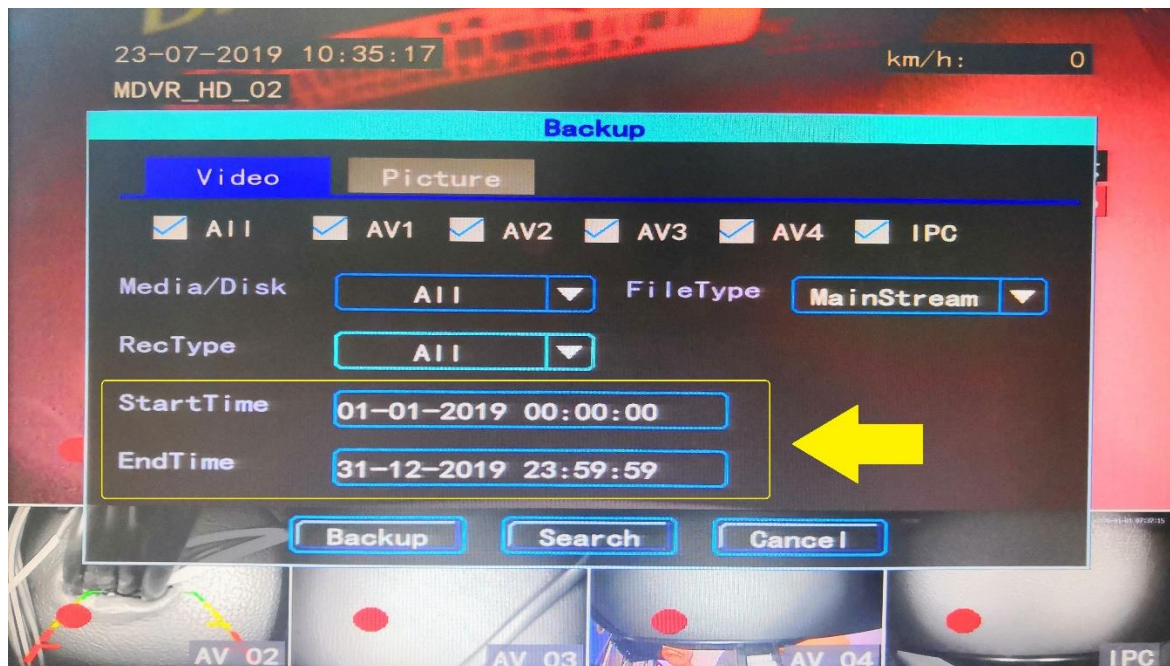 23-07-2019 10:35:17
km/h: 0
MDVR_HD_02
Backup
Video Picture
All AV1 AV2 AV3 AV4 IPC
Media/Disk All FileType MainStream
RecType All
StartTime 01-01-2019 00:00:00
EndTime 31-12-2019 23:59:59
Backup Search Cancel
AV 02 AV 03 AV 04 IPC